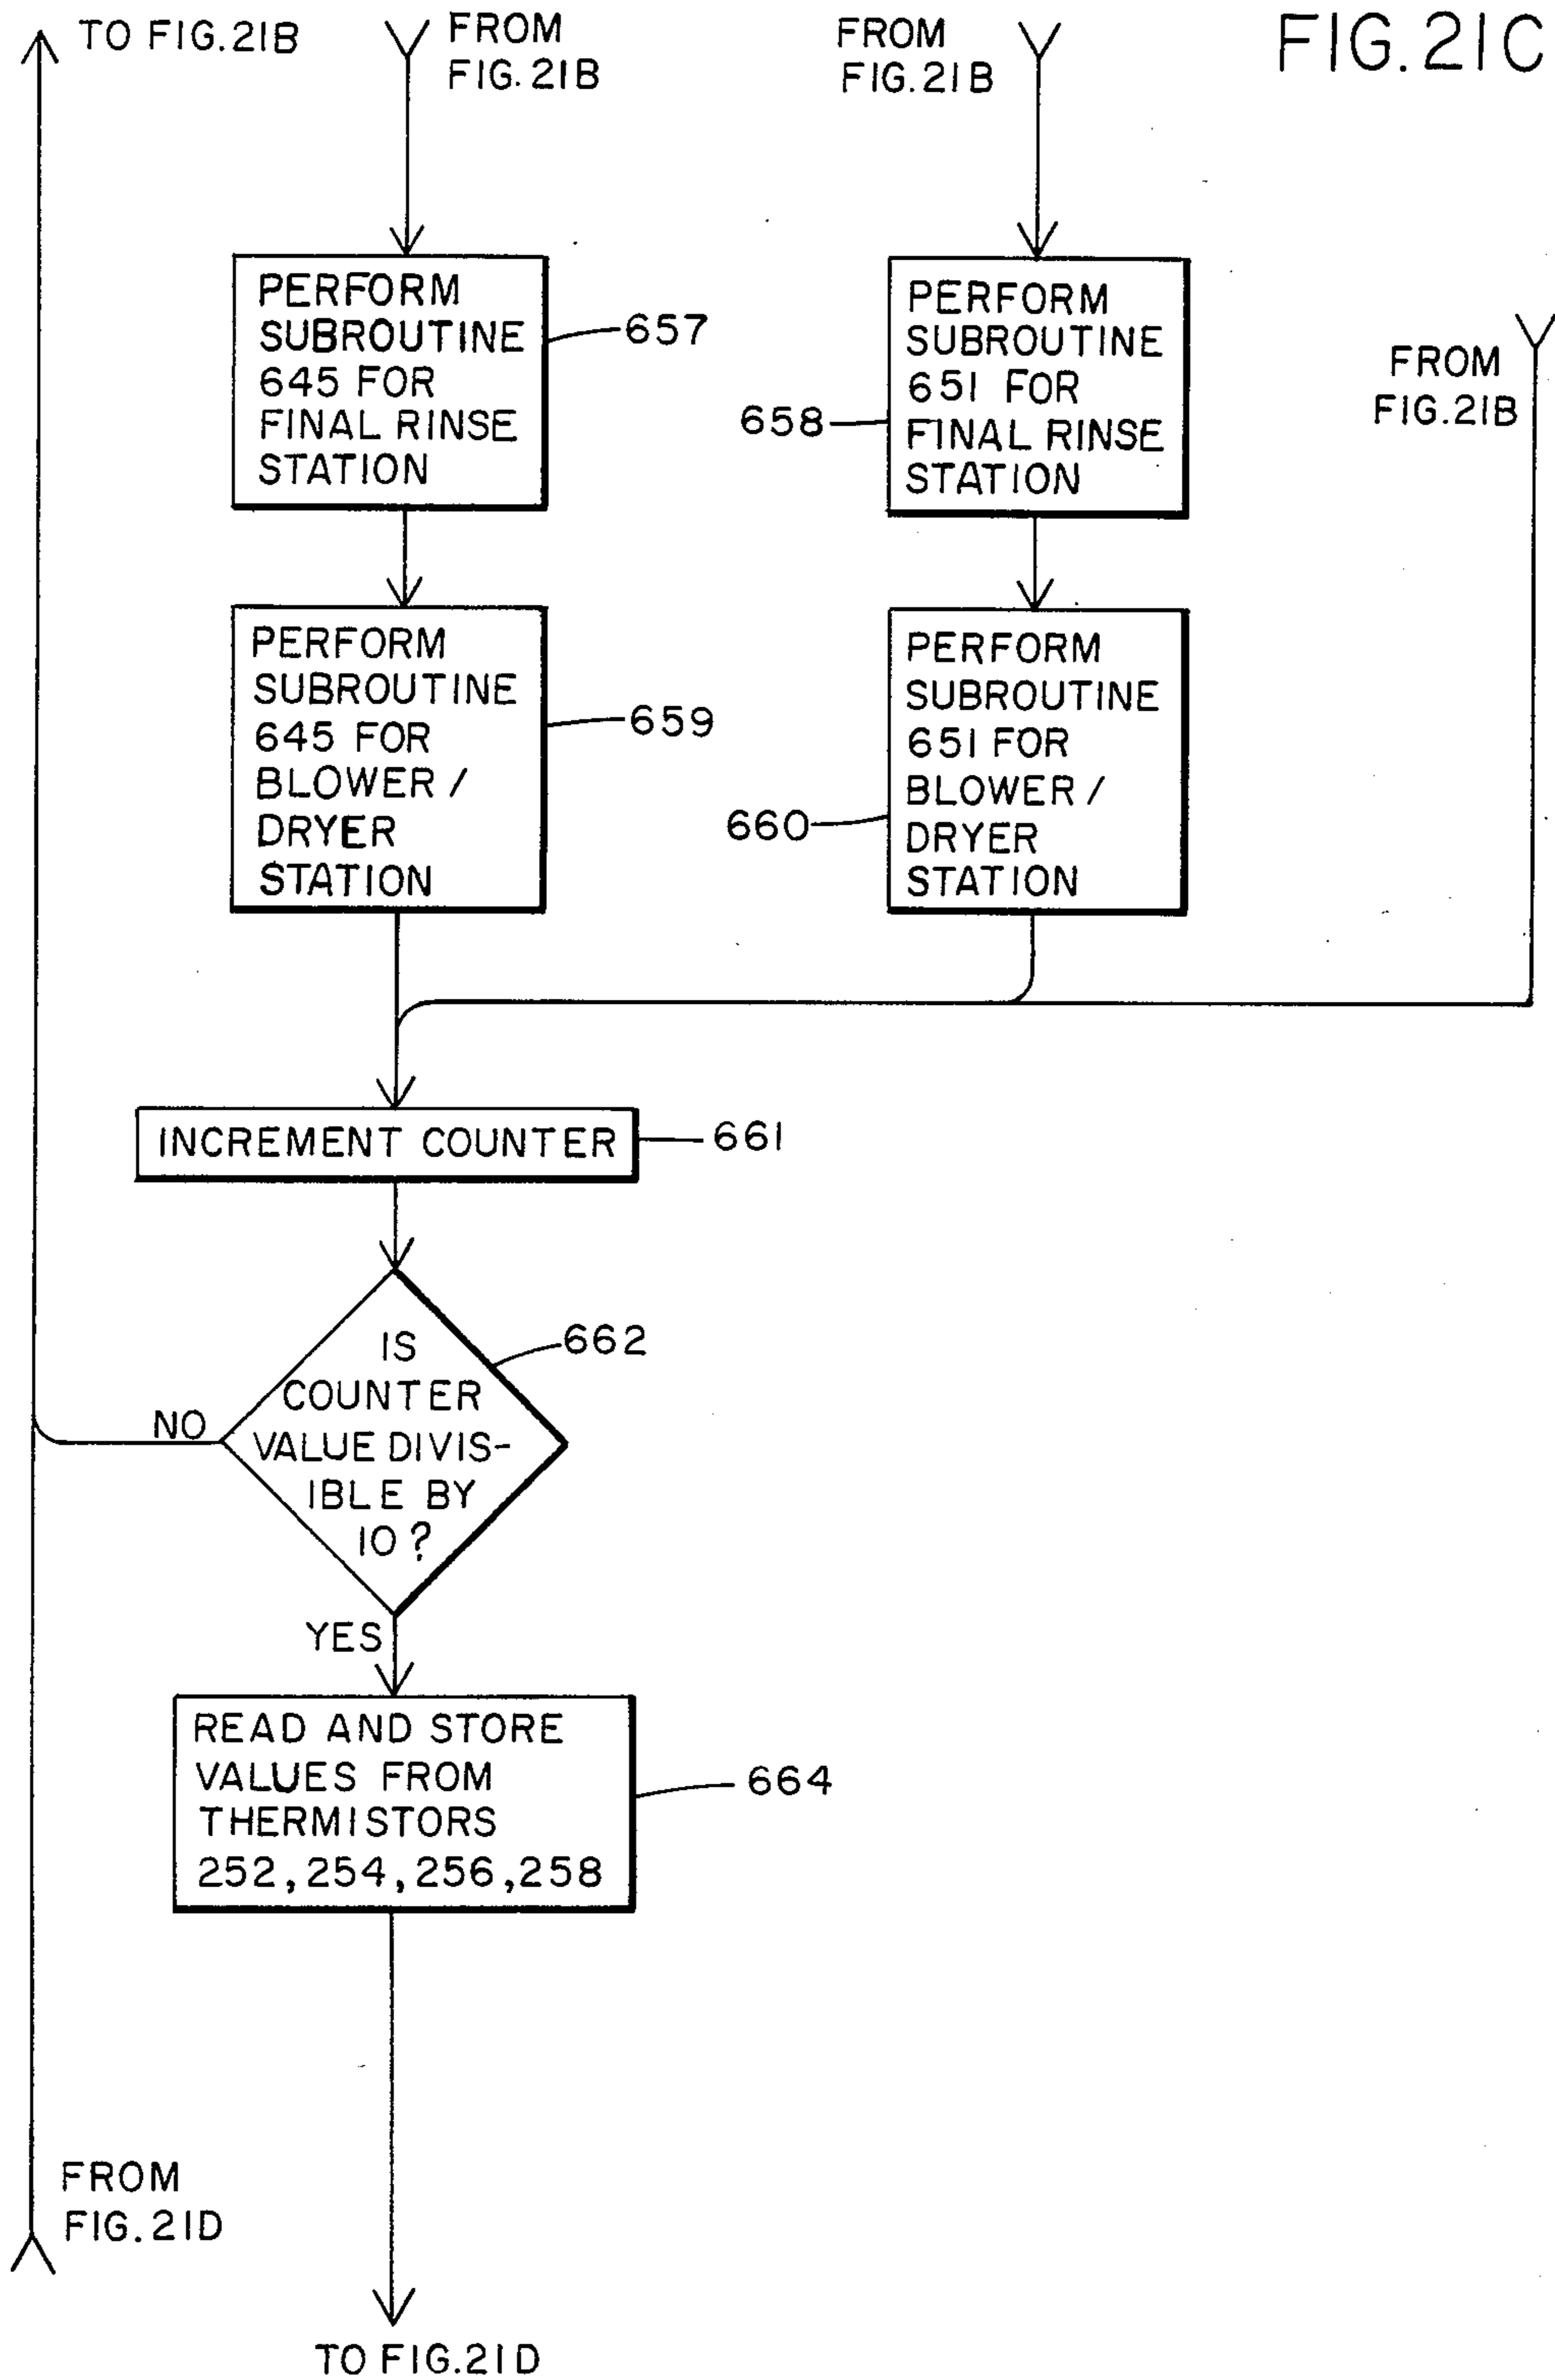 TO FIG.21B
FROM
FIG.21B
FROM
FIG.21B
FIG.21C
PERFORM
SUBROUTINE
645 FOR
FINAL RINSE
STATION
657
PERFORM
SUBROUTINE
651 FOR
FINAL RINSE
STATION
658
FROM
FIG.21B
PERFORM
SUBROUTINE
645 FOR
BLOWER /
DRYER
STATION
659
PERFORM
SUBROUTINE
651 FOR
BLOWER /
DRYER
STATION
660
INCREMENT COUNTER
661
IS
COUNTER
VALUE DIVIS-
IBLE BY
10?
662
NO
YES
READ AND STORE
VALUES FROM
THERMISTORS
252,254,256,258
664
FROM
FIG.21D
TO FIG.21D